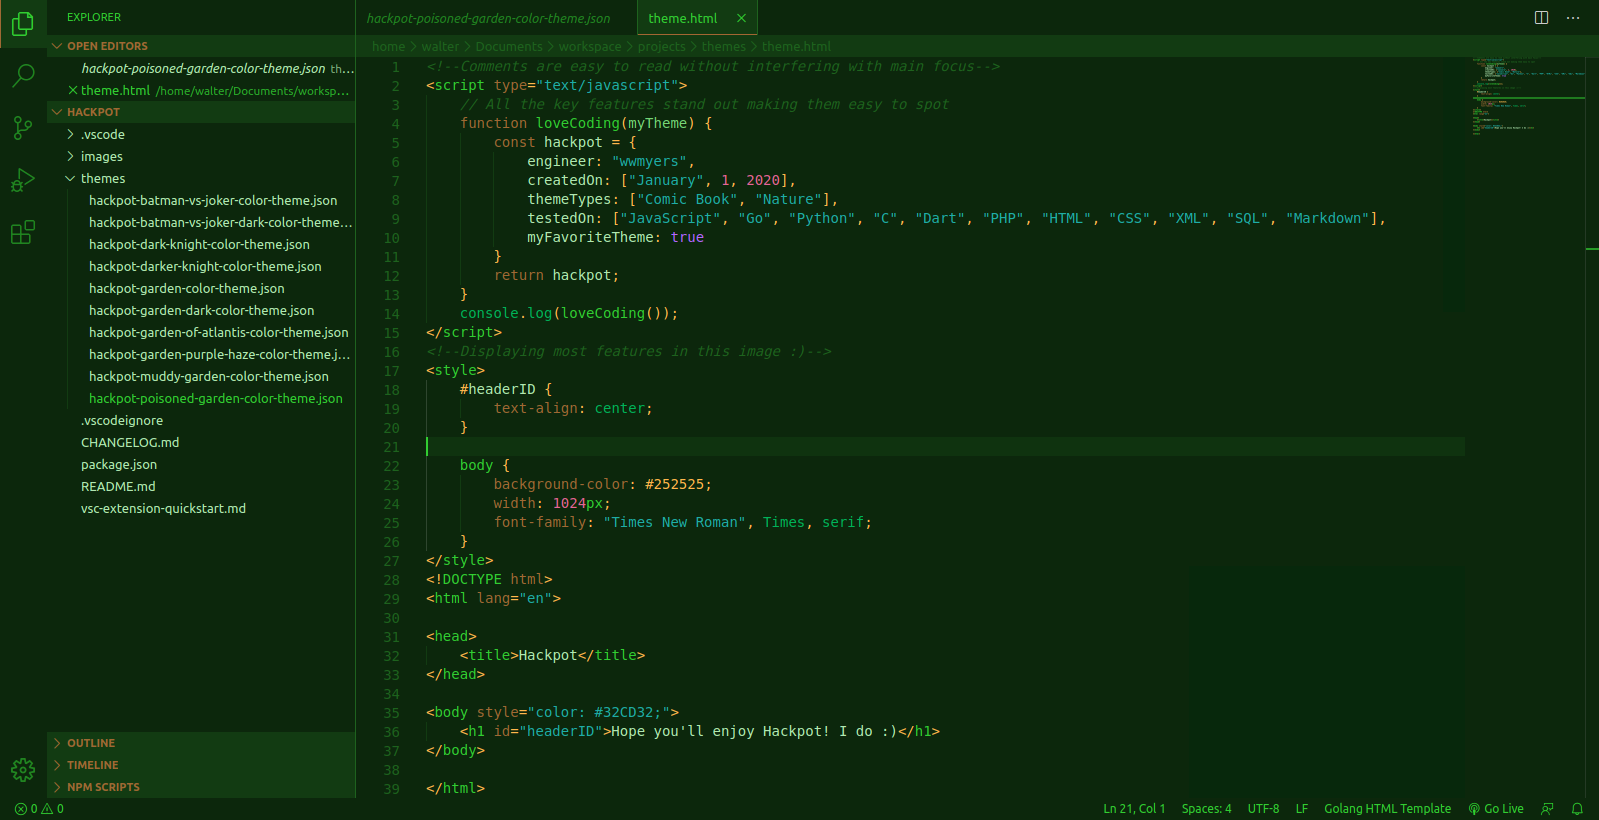 EXPLORER
OPEN EDITORS
hackpot-poisoned-garden-color-theme.json th...
theme.html /home/walter/Documents/worksp...
HACKPOT
.vscode
images
themes
hackpot-batman-vs-joker-color-theme.json
hackpot-batman-vs-joker-dark-color-theme...
hackpot-dark-knight-color-theme.json
hackpot-darker-knight-color-theme.json
hackpot-garden-color-theme.json
hackpot-garden-dark-color-theme.json
hackpot-garden-of-atlantis-color-theme.json
hackpot-garden-purple-haze-color-theme.j...
hackpot-muddy-garden-color-theme.json
hackpot-poisoned-garden-color-theme.json
.vscodeignore
CHANGELOG.md
package.json
README.md
vsc-extension-quickstart.md
OUTLINE
TIMELINE
NPM SCRIPTS
hackpot-poisoned-garden-color-theme.json theme.html
home > walter > Documents > workspace > projects > themes > theme.html
1 <!--Comments are easy to read without interfering with main focus-->
2 <script type="text/javascript">
3     // All the key features stand out making them easy to spot
4     function loveCoding(myTheme) {
5         const hackpot = {
6             engineer: "wwmyers",
7             createdOn: ["January", 1, 2020],
8             themeTypes: ["Comic Book", "Nature"],
9             testedOn: ["JavaScript", "Go", "Python", "C", "Dart", "PHP", "HTML", "CSS", "XML", "SQL", "Markdown"],
10             myFavoriteTheme: true
11         }
12         return hackpot;
13     }
14     console.log(loveCoding());
15 </script>
16 <!--Displaying most features in this image :)-->
17 <style>
18     #headerID {
19         text-align: center;
20     }
21
22     body {
23         background-color: #252525;
24         width: 1024px;
25         font-family: "Times New Roman", Times, serif;
26     }
27 </style>
28 <!DOCTYPE html>
29 <html lang="en">
30
31 <head>
32     <title>Hackpot</title>
33 </head>
34
35 <body style="color: #32CD32;">
36     <h1 id="headerID">Hope you'll enjoy Hackpot! I do :)</h1>
37 </body>
38
39 </html>
0 0 Ln 21, Col 1 Spaces: 4 UTF-8 LF Golang HTML Template Go Live